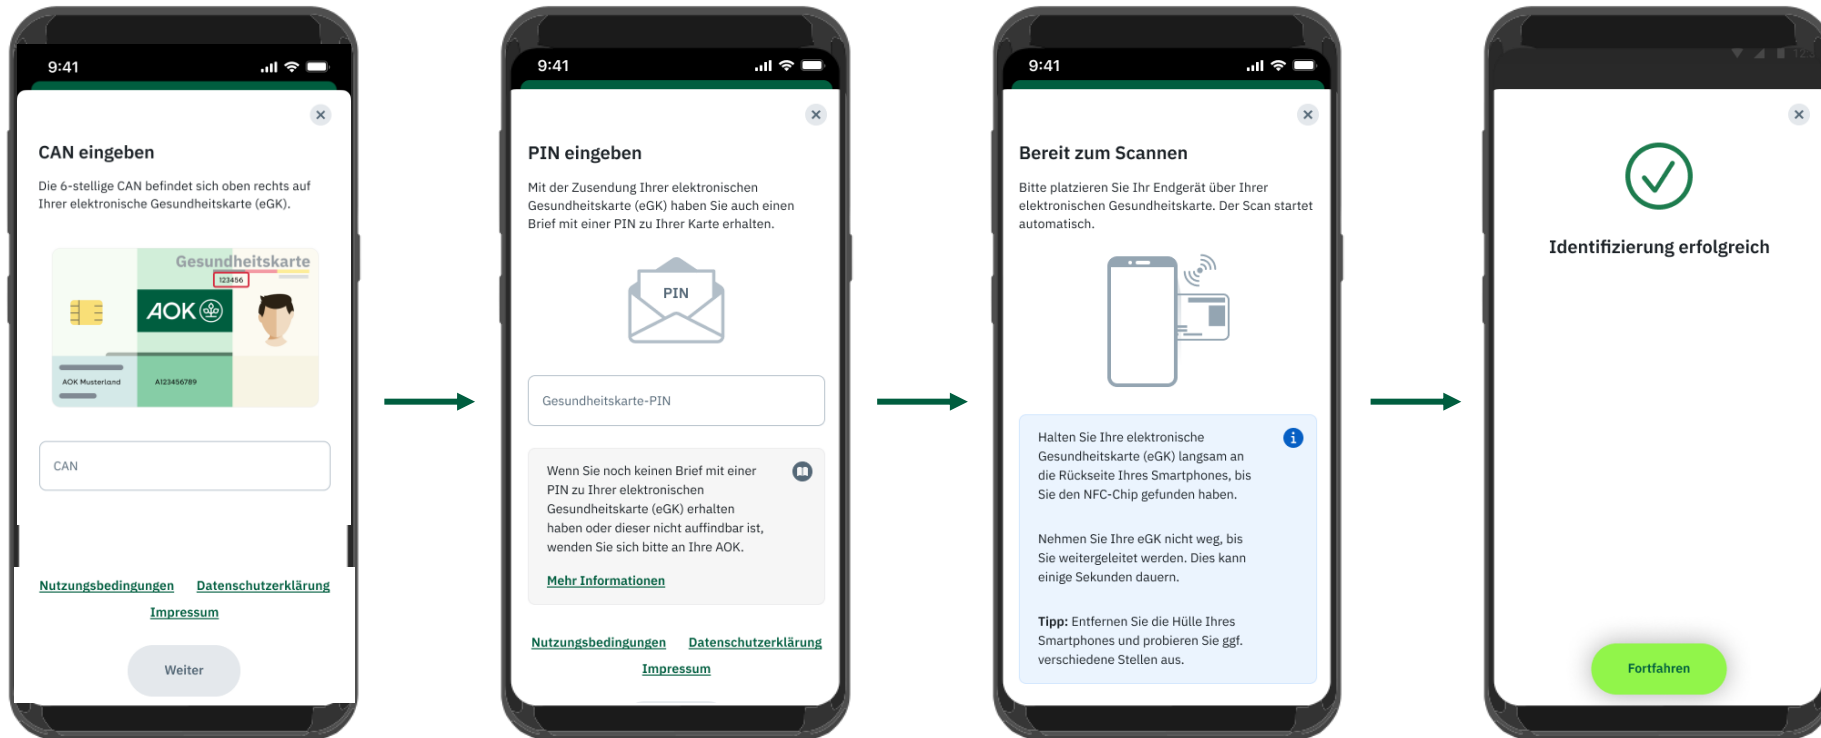 9:41
CAN eingeben
Die 6-stellige CAN befindet sich oben rechts auf
Ihrer elektronische Gesundheitskarte (eGK).
Gesundheitskarte
123456
AOK
AOK Musterland
A123456789
CAN
Nutzungsbedingungen
Datenschutzerklärung
Impressum
Weiter
9:41
PIN eingeben
Mit der Zusendung Ihrer elektronischen
Gesundheitskarte (eGK) haben Sie auch einen
Brief mit einer PIN zu Ihrer Karte erhalten.
PIN
Gesundheitskarte-PIN
Wenn Sie noch keinen Brief mit einer
PIN zu Ihrer elektronischen
Gesundheitskarte (eGK) erhalten
haben oder dieser nicht auffindbar ist,
wenden Sie sich bitte an Ihre AOK.
Mehr Informationen
Nutzungsbedingungen
Datenschutzerklärung
Impressum
9:41
Bereit zum Scannen
Bitte platzieren Sie Ihr Endgerät über Ihrer
elektronischen Gesundheitskarte. Der Scan startet
automatisch.
Halten Sie Ihre elektronische
Gesundheitskarte (eGK) langsam an
die Rückseite Ihres Smartphones, bis
Sie den NFC-Chip gefunden haben.
Nehmen Sie Ihre eGK nicht weg, bis
Sie weitergeleitet werden. Dies kann
einige Sekunden dauern.
Tipp: Entfernen Sie die Hülle Ihres
Smartphones und probieren Sie ggf.
verschiedene Stellen aus.
Identifizierung erfolgreich
Fortfahren